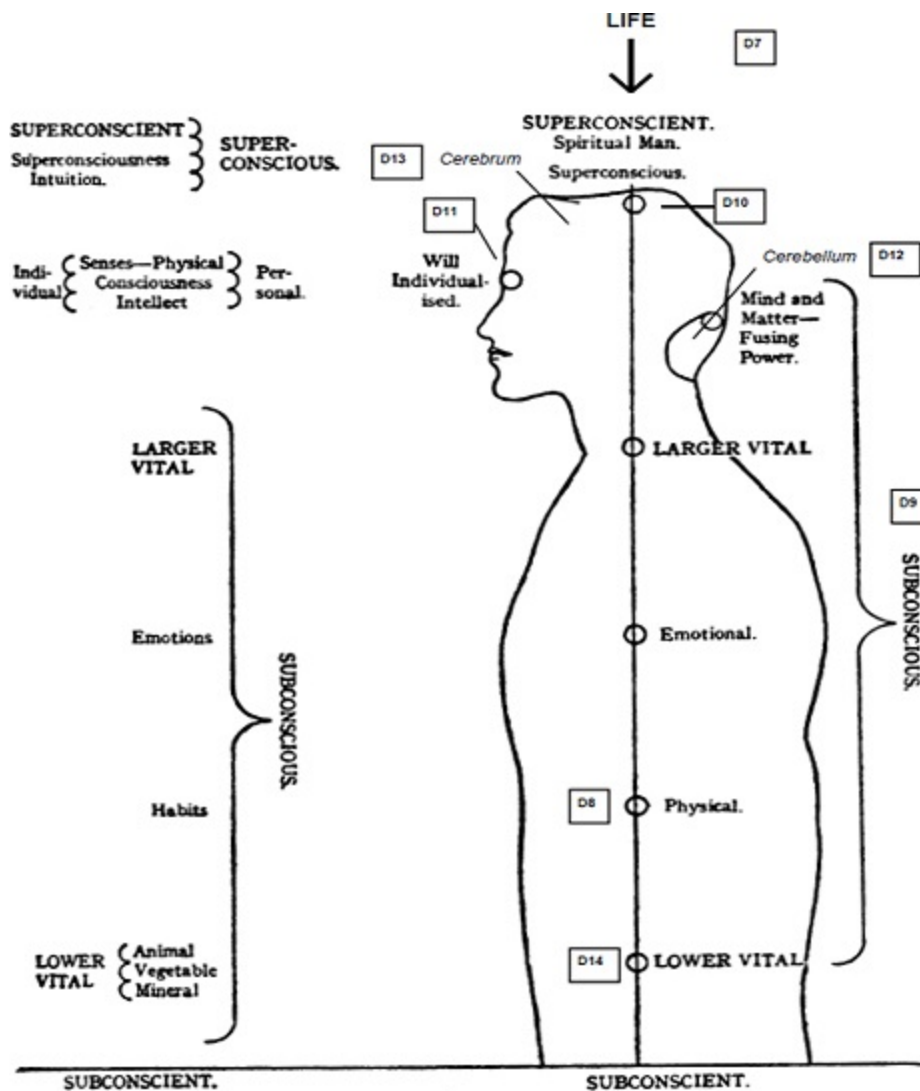 LIFE
D7
SUPERCONSCIENT
Superconsciousness
Intuition.
SUPER-
CONSCIOUS.
SUPERCONSCIENT.
Spiritual Man.
Superconscious.
D13
Cerebrum
D10
D11
Will
Individual-
ised.
Cerebellum
D12
Indi-
vidual
Senses—Physical
Consciousness
Intellect
Per-
sonal.
Mind and
Matter—
Fusing
Power.
LARGER
VITAL
LARGER VITAL
D9
SUBCONSCIOUS.
Emotions
Emotional.
SUBCONSCIOUS.
Habits
D8
Physical.
LOWER
VITAL
Animal
Vegetable
Mineral
D14
LOWER VITAL
SUBCONSCIENT.
SUBCONSCIENT.